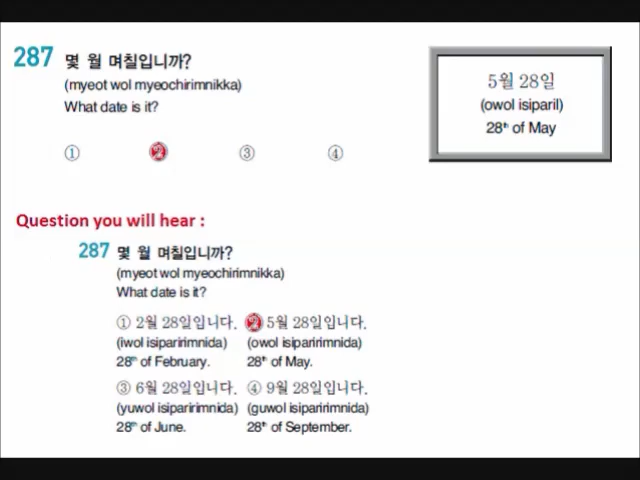 287 몇 월 며칠입니까?
(myeot wol myeochirimnikka)
What date is it?
① ② ③ ④
5월 28일
(owol isiparil)
28th of May
Question you will hear :
287 몇 월 며칠입니까?
(myeot wol myeochirimnikka)
What date is it?
① 2월 28일입니다. ② 5월 28일입니다.
(iwol isiparirimnida) (owol isiparirimnida)
28th of February. 28th of May.
③ 6월 28일입니다. ④ 9월 28일입니다.
(yuwol isiparirimnida) (guwol isiparirimnida)
28th of June. 28th of September.